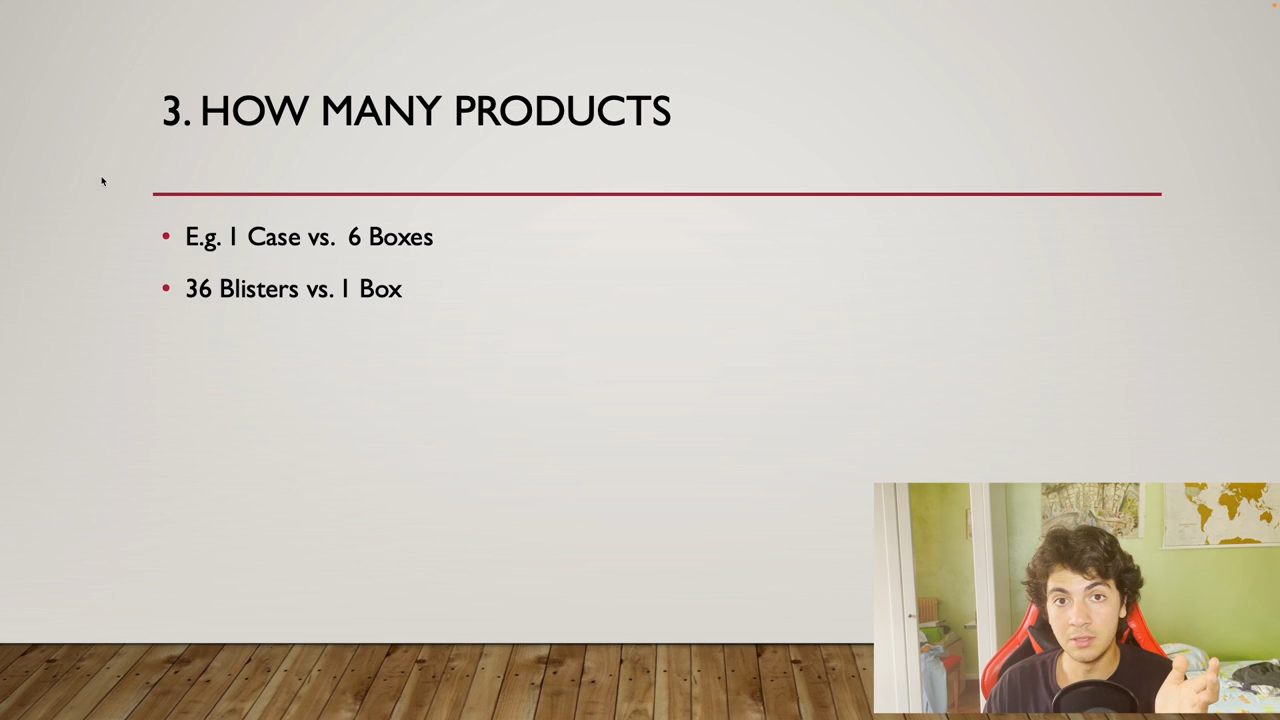 3. HOW MANY PRODUCTS
E.g. 1 Case vs. 6 Boxes
36 Blisters vs. 1 Box